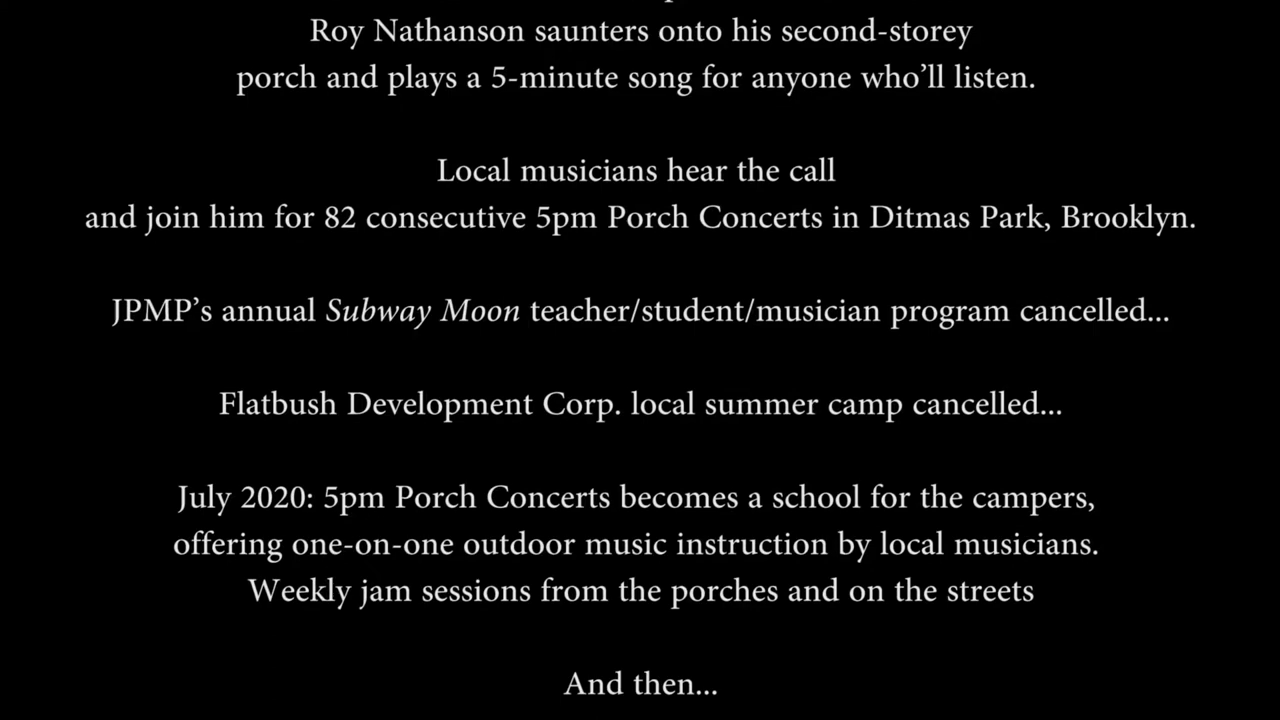 Roy Nathanson saunters onto his second-storey
porch and plays a 5-minute song for anyone who’ll listen.
Local musicians hear the call
and join him for 82 consecutive 5pm Porch Concerts in Ditmas Park, Brooklyn.
JPMP’s annual Subway Moon teacher/student/musician program cancelled...
Flatbush Development Corp. local summer camp cancelled...
July 2020: 5pm Porch Concerts becomes a school for the campers,
offering one-on-one outdoor music instruction by local musicians.
Weekly jam sessions from the porches and on the streets
And then...